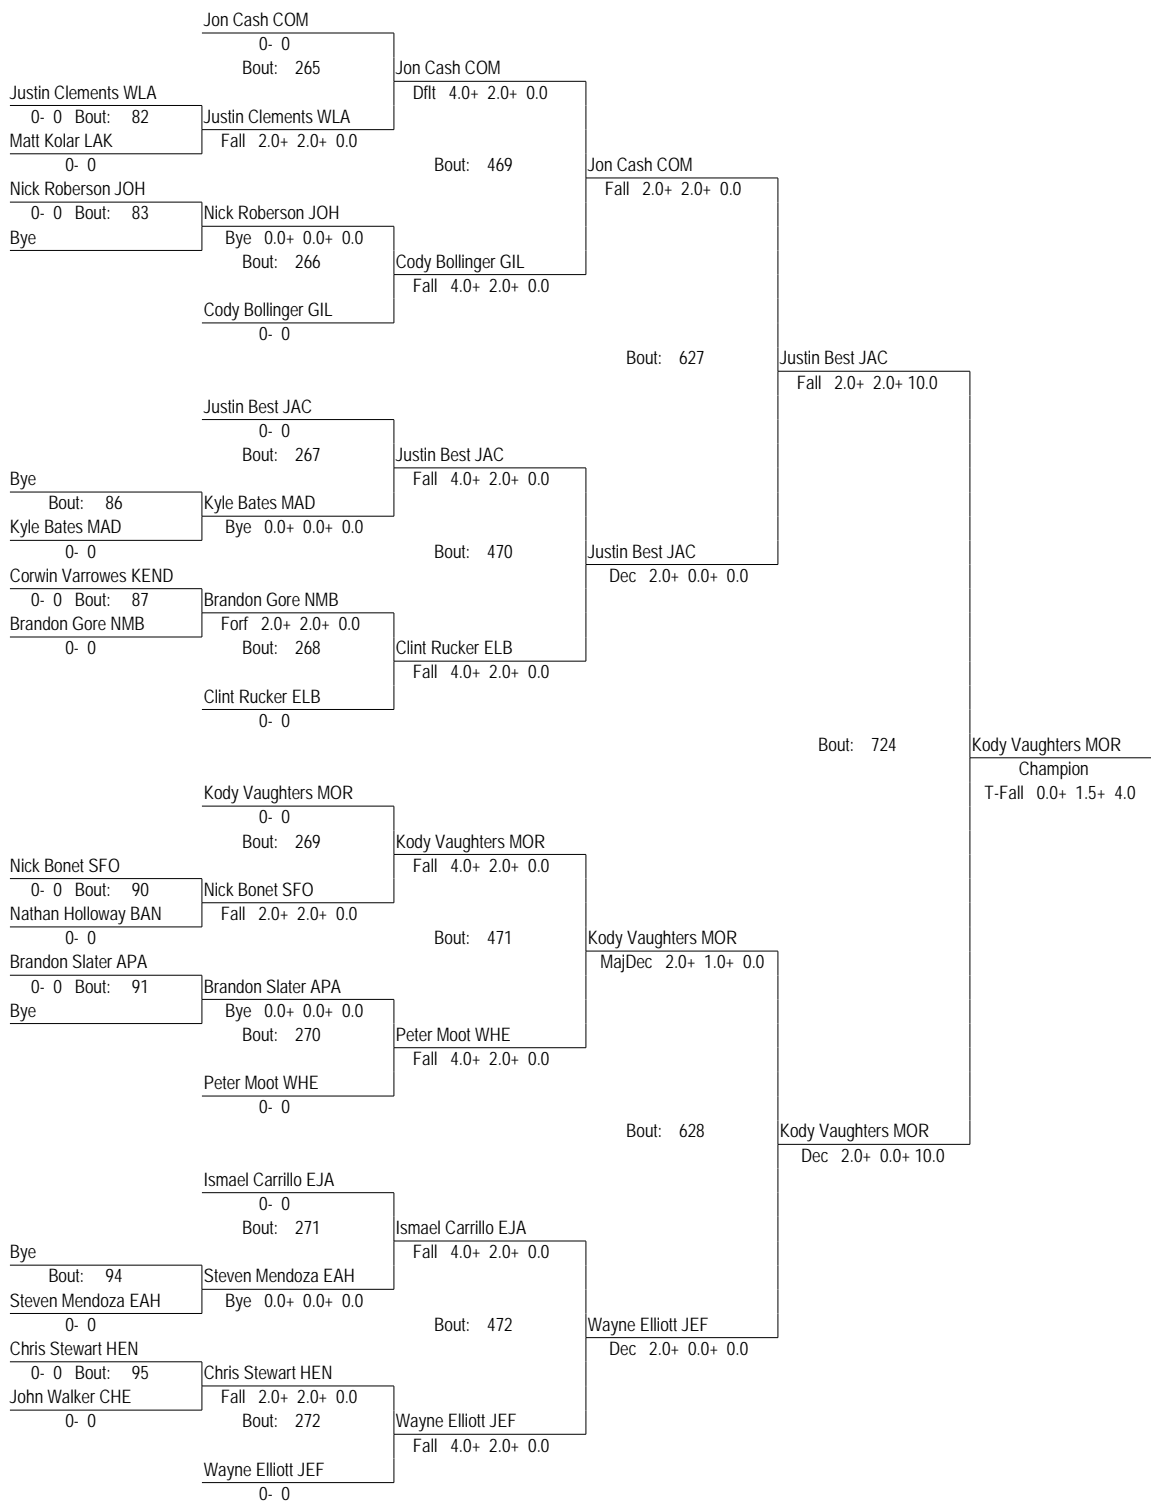 Jon Cash COM
0- 0
Bout: 265
Jon Cash COM
Dflt 4.0+ 2.0+ 0.0
Justin Clements WLA
0- 0 Bout: 82
Justin Clements WLA
Matt Kolar LAK
Fall 2.0+ 2.0+ 0.0
0- 0
Bout: 469
Jon Cash COM
Fall 2.0+ 2.0+ 0.0
Nick Roberson JOH
0- 0 Bout: 83
Nick Roberson JOH
Bye
Bye 0.0+ 0.0+ 0.0
Bout: 266
Cody Bollinger GIL
Fall 4.0+ 2.0+ 0.0
Cody Bollinger GIL
0- 0
Bout: 627
Justin Best JAC
Fall 2.0+ 2.0+ 10.0
Justin Best JAC
0- 0
Bout: 267
Justin Best JAC
Fall 4.0+ 2.0+ 0.0
Bye
Bout: 86
Kyle Bates MAD
Kyle Bates MAD
Bye 0.0+ 0.0+ 0.0
0- 0
Bout: 470
Justin Best JAC
Dec 2.0+ 0.0+ 0.0
Corwin Varrowes KEND
0- 0 Bout: 87
Brandon Gore NMB
Brandon Gore NMB
Forf 2.0+ 2.0+ 0.0
0- 0
Bout: 268
Clint Rucker ELB
Fall 4.0+ 2.0+ 0.0
Clint Rucker ELB
0- 0
Bout: 724
Kody Vaughters MOR
Champion
T-Fall 0.0+ 1.5+ 4.0
Kody Vaughters MOR
0- 0
Bout: 269
Kody Vaughters MOR
Fall 4.0+ 2.0+ 0.0
Nick Bonet SFO
0- 0 Bout: 90
Nick Bonet SFO
Nathan Holloway BAN
Fall 2.0+ 2.0+ 0.0
0- 0
Bout: 471
Kody Vaughters MOR
MajDec 2.0+ 1.0+ 0.0
Brandon Slater APA
0- 0 Bout: 91
Brandon Slater APA
Bye
Bye 0.0+ 0.0+ 0.0
Bout: 270
Peter Moot WHE
Fall 4.0+ 2.0+ 0.0
Peter Moot WHE
0- 0
Bout: 628
Kody Vaughters MOR
Dec 2.0+ 0.0+ 10.0
Ismael Carrillo EJA
0- 0
Bout: 271
Ismael Carrillo EJA
Fall 4.0+ 2.0+ 0.0
Bye
Bout: 94
Steven Mendoza EAH
Steven Mendoza EAH
Bye 0.0+ 0.0+ 0.0
0- 0
Bout: 472
Wayne Elliott JEF
Dec 2.0+ 0.0+ 0.0
Chris Stewart HEN
0- 0 Bout: 95
Chris Stewart HEN
John Walker CHE
Fall 2.0+ 2.0+ 0.0
0- 0
Bout: 272
Wayne Elliott JEF
Fall 4.0+ 2.0+ 0.0
Wayne Elliott JEF
0- 0